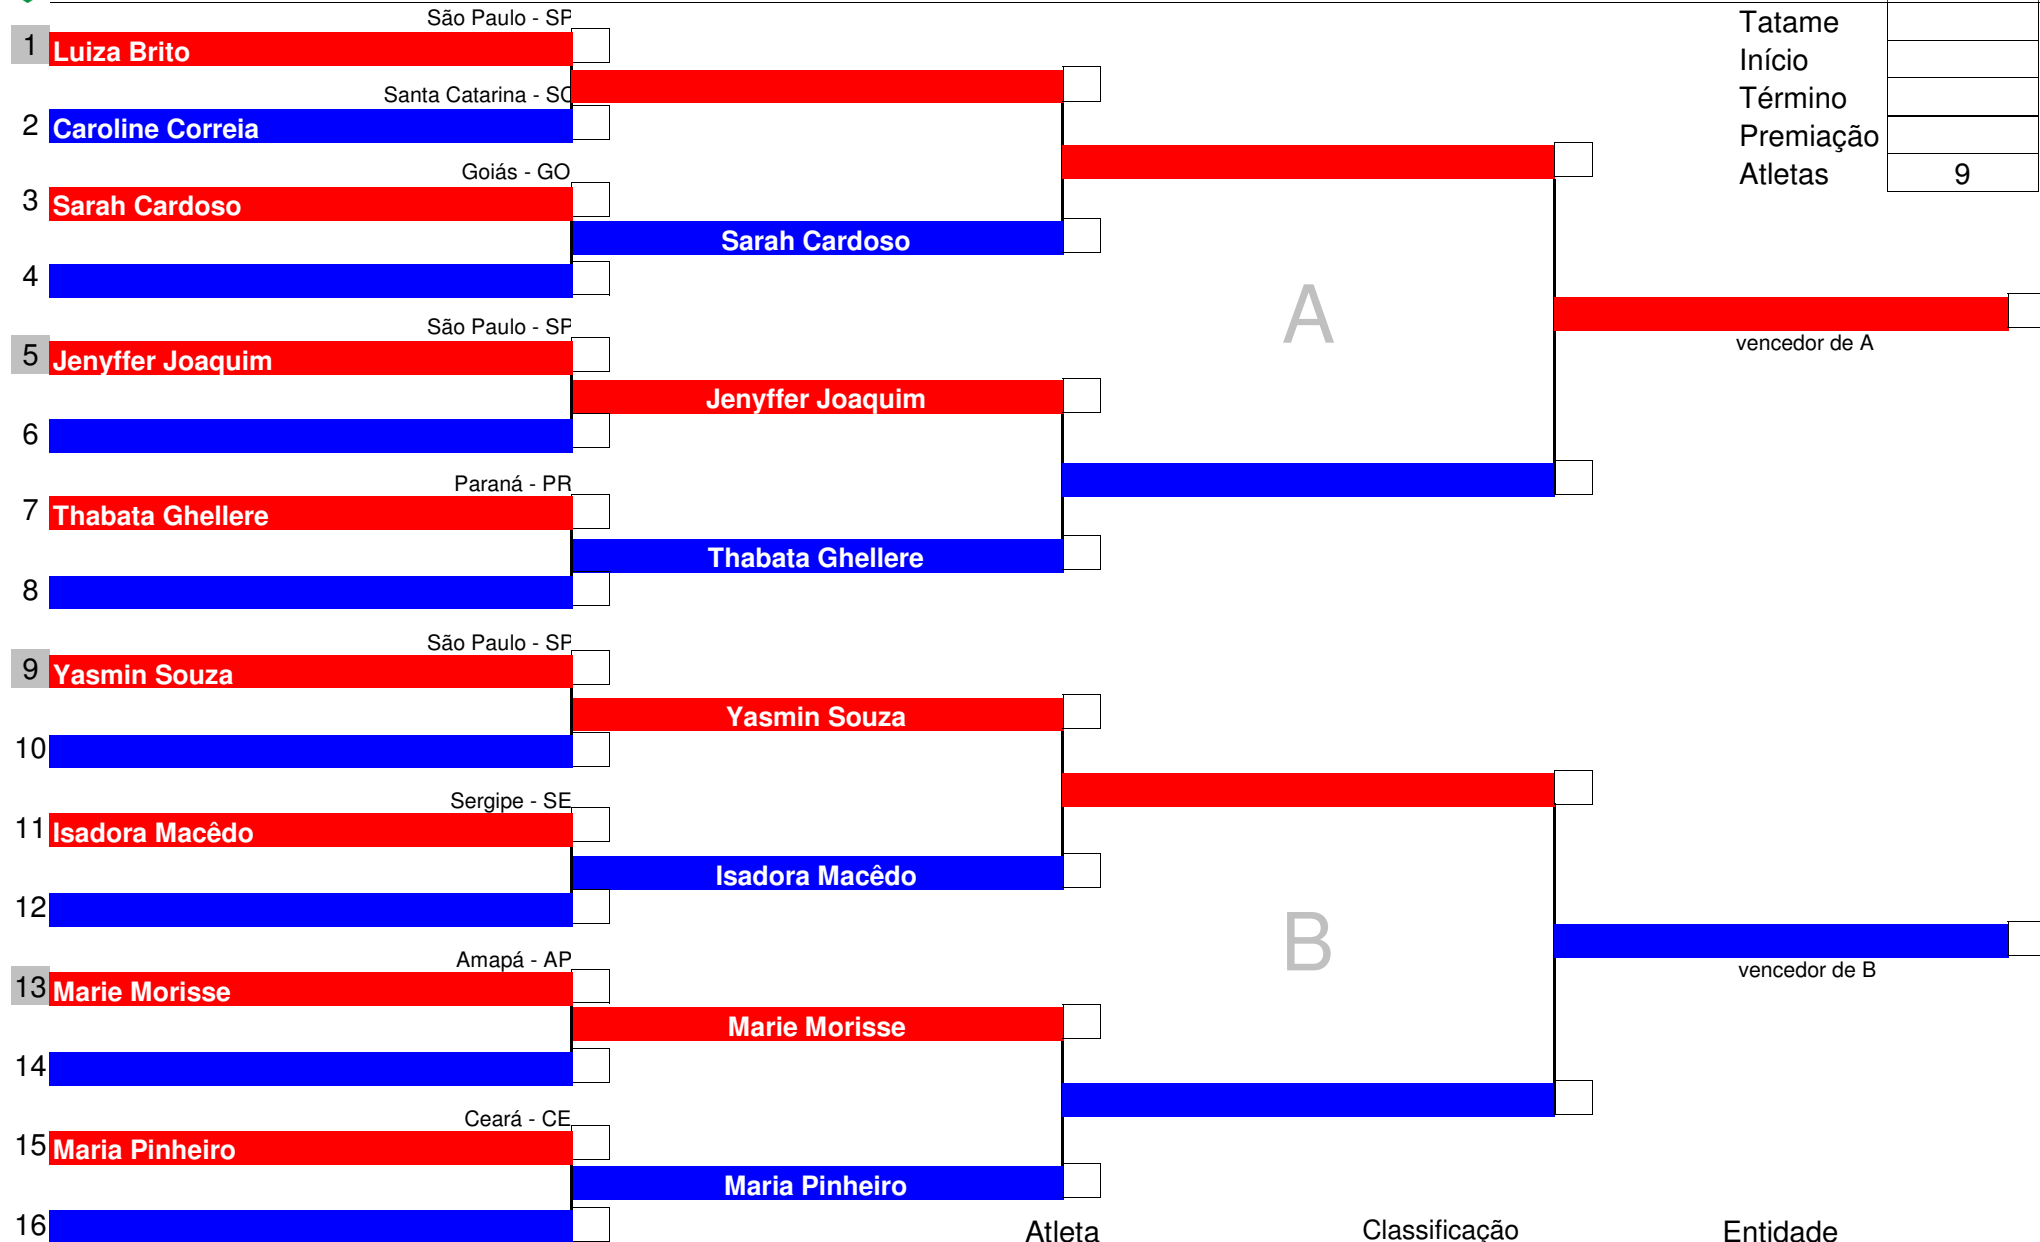 São Paulo - SP
Tatame
1 Luiza Brito
Início
Santa Catarina - SC
Término
2 Caroline Correia
Premiação
Goiás - GO
Atletas 9
3 Sarah Cardoso
Sarah Cardoso
4
A
São Paulo - SP
vencedor de A
5 Jenyffer Joaquim
Jenyffer Joaquim
6
Paraná - PR
7 Thabata Ghellere
Thabata Ghellere
8
São Paulo - SP
9 Yasmin Souza
Yasmin Souza
10
Sergipe - SE
11 Isadora Macêdo
Isadora Macêdo
12
B
Amapá - AP
vencedor de B
13 Marie Morisse
Marie Morisse
14
Ceará - CE
15 Maria Pinheiro
Maria Pinheiro
16
Atleta Classificação Entidade